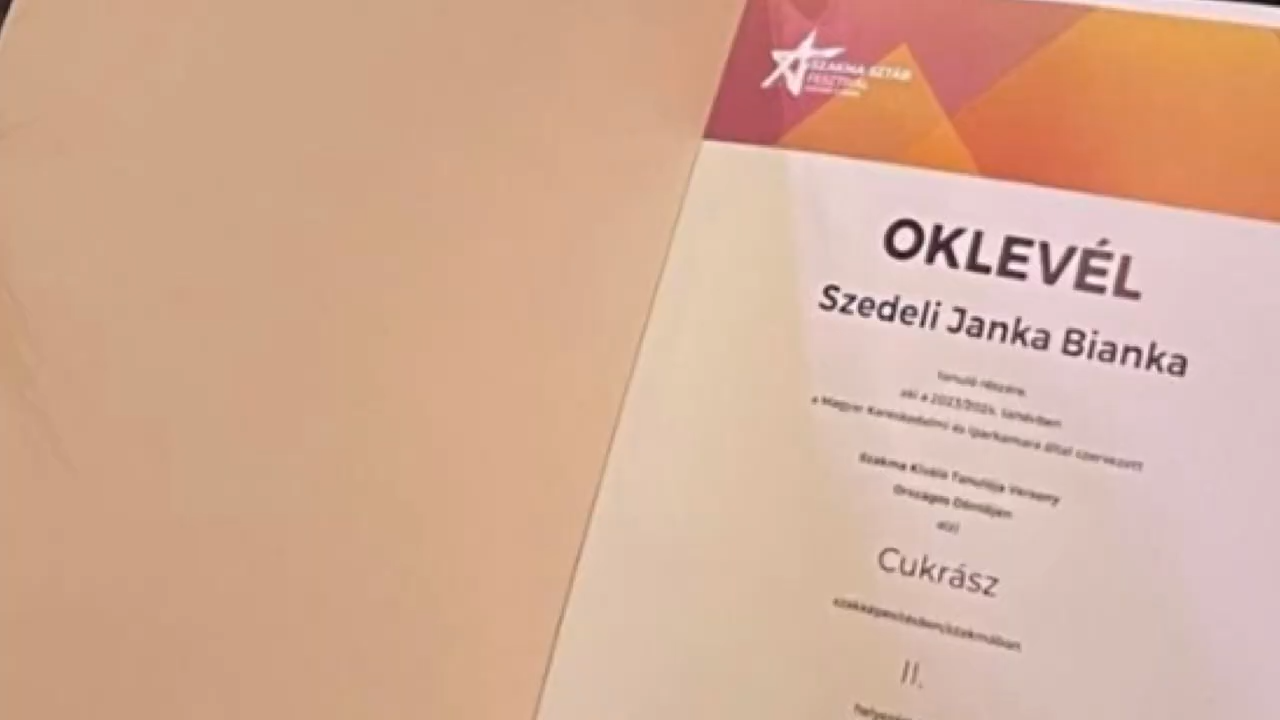 SZAKMA SZTÁR
FESZTIVÁL
OKLEVÉL
Szedeli Janka Bianka
tanuló részére,
aki a 2023/2024. tanévben
a Magyar Kereskedelmi és Iparkamara által szervezett
Szakma Kiváló Tanulója Verseny
Országos Döntőjén
a(z)
Cukrász
szakképesítésben/szakmában
II.